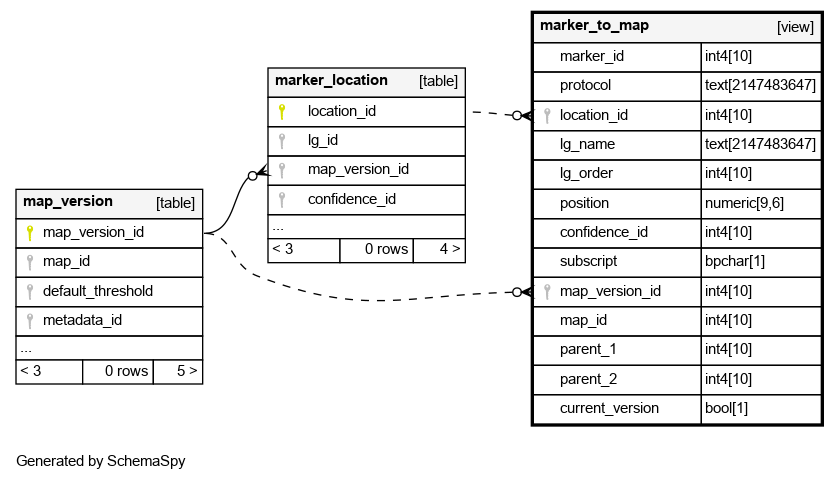 map_version [table]
map_version_id
map_id
default_threshold
metadata_id
...
< 3 0 rows 5 >
marker_location [table]
location_id
lg_id
map_version_id
confidence_id
...
< 3 0 rows 4 >
marker_to_map [view]
marker_id int4[10]
protocol text[2147483647]
location_id int4[10]
lg_name text[2147483647]
lg_order int4[10]
position numeric[9,6]
confidence_id int4[10]
subscript bpchar[1]
map_version_id int4[10]
map_id int4[10]
parent_1 int4[10]
parent_2 int4[10]
current_version bool[1]
Generated by SchemaSpy